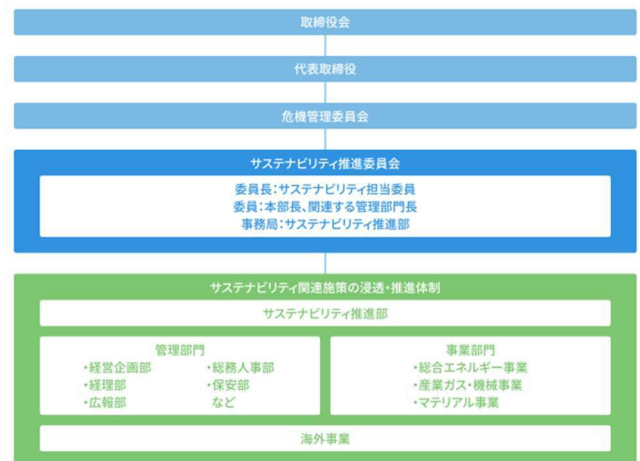 取締役会
代表取締役
危機管理委員会
サステナビリティ推進委員会
委員長：サステナビリティ担当委員
委員：本部長、関連する管理部門長
事務局：サステナビリティ推進部
サステナビリティ関連施策の浸透・推進体制
サステナビリティ推進部
管理部門
・経営企画部
・経理部
・広報部
・総務人事部
・保安部
など
事業部門
・総合エネルギー事業
・産業ガス・機械事業
・マテリアル事業
海外事業